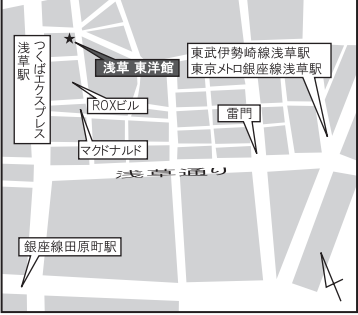 つくばエクスプレス
浅草駅
浅草 東洋館
東武伊勢崎線浅草駅
東京メトロ銀座線浅草駅
ROXビル
雷門
マクドナルド
浅草通り
銀座線田原町駅